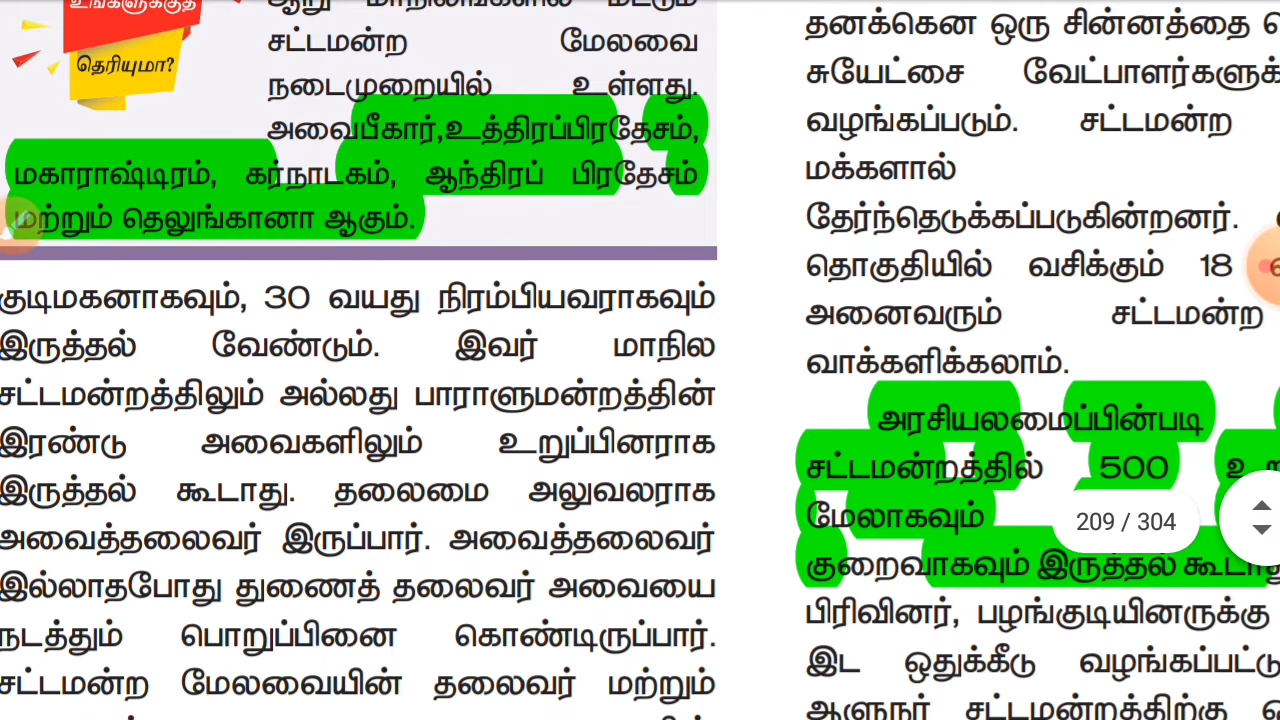 உங்களுக்குத்
தெரியுமா?
ஆறு மாநிலங்களில் மட்டும்
சட்டமன்ற மேலவை
நடைமுறையில் உள்ளது.
அவைபீகார்,உத்திரப்பிரதேசம்,
மகாராஷ்டிரம், கர்நாடகம், ஆந்திரப் பிரதேசம்
மற்றும் தெலுங்கானா ஆகும்.
குடிமகனாகவும், 30 வயது நிரம்பியவராகவும்
இருத்தல் வேண்டும். இவர் மாநில
சட்டமன்றத்திலும் அல்லது பாராளுமன்றத்தின்
இரண்டு அவைகளிலும் உறுப்பினராக
இருத்தல் கூடாது. தலைமை அலுவலராக
அவைத்தலைவர் இருப்பார். அவைத்தலைவர்
இல்லாதபோது துணைத் தலைவர் அவையை
நடத்தும் பொறுப்பினை கொண்டிருப்பார்.
சட்டமன்ற மேலவையின் தலைவர் மற்றும்
தனக்கென ஒரு சின்னத்தை
சுயேட்சை வேட்பாளர்களுக்
வழங்கப்படும். சட்டமன்ற
மக்களால்
தேர்ந்தெடுக்கப்படுகின்றனர்.
தொகுதியில் வசிக்கும் 18
அனைவரும் சட்டமன்ற
வாக்களிக்கலாம்.
அரசியலமைப்பின்படி
சட்டமன்றத்தில் 500 உறு
மேலாகவும்
குறைவாகவும் இருத்தல் கூடாது
பிரிவினர், பழங்குடியினருக்கு
இட ஒதுக்கீடு வழங்கப்பட்டு
ஆளுநர் சட்டமன்றத்திற்கு
209 / 304